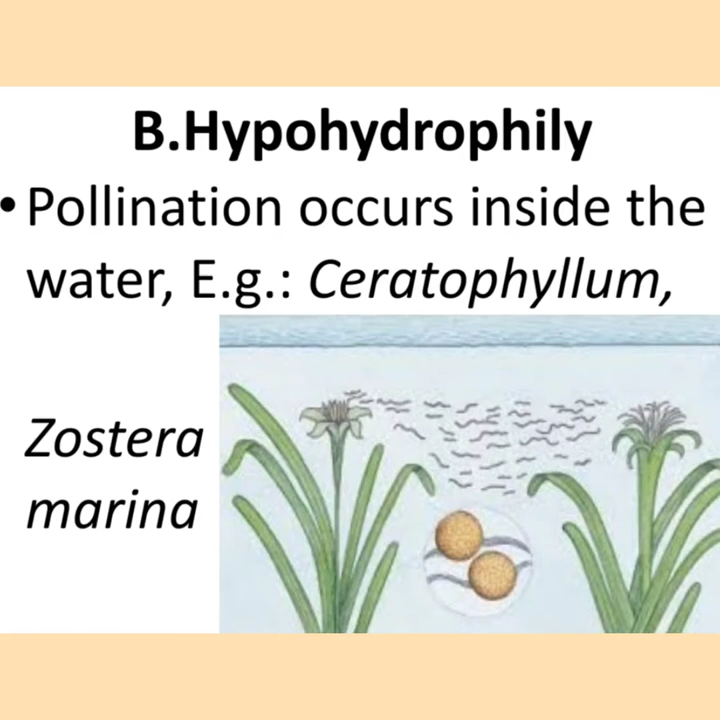 B.Hypohydrophily
• Pollination occurs inside the
water, E.g.: Ceratophyllum,
Zostera
marina